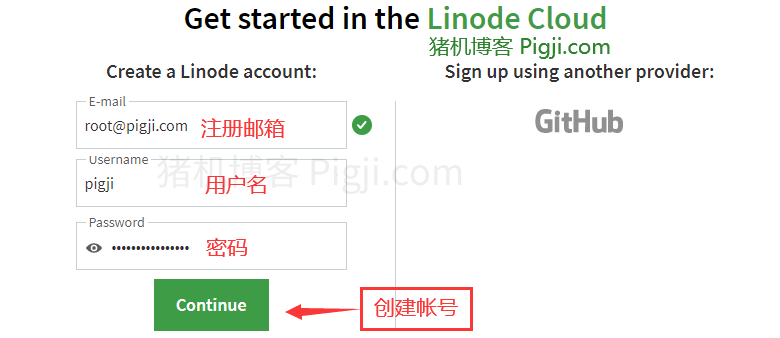 Get started in the Linode Cloud
猪机博客 Pigji.com
Create a Linode account:
Sign up using another provider:
E-mail
root@pigji.com 注册邮箱
GitHub
Username
pigji 用户名
猪机博客 Pigji.com
Password
•••••••••••••••• 密码
Continue
创建帐号